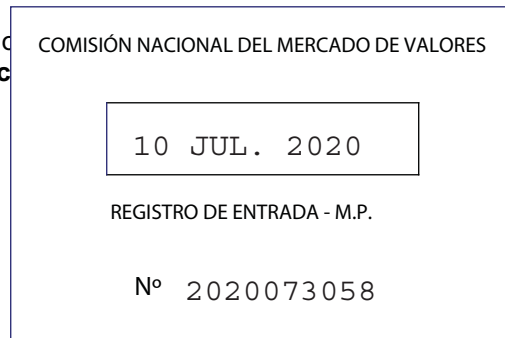 COMISIÓN NACIONAL DEL MERCADO DE VALORES
10 JUL. 2020
REGISTRO DE ENTRADA - M.P.
Nº 2020073058